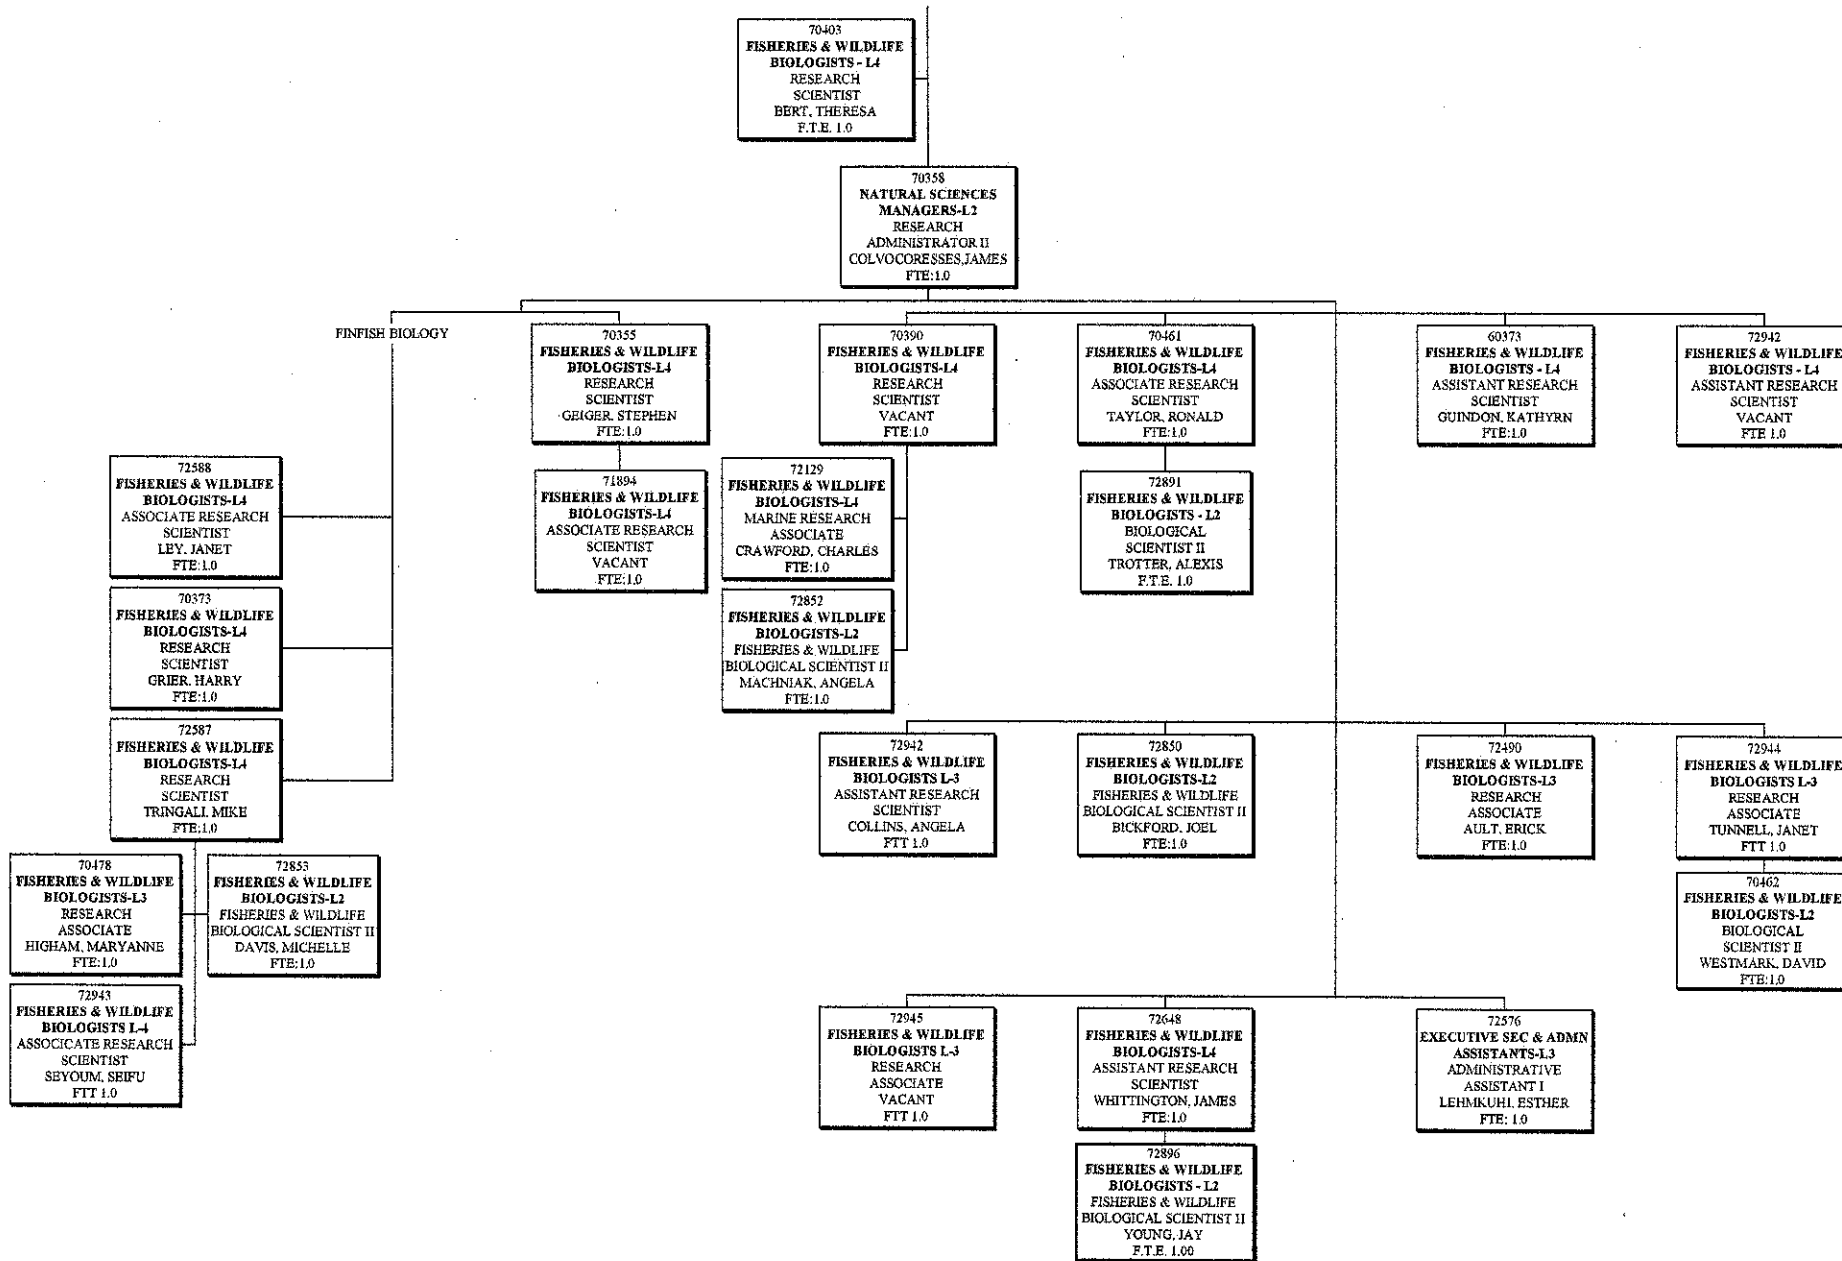 70403
FISHERIES & WILDLIFE
BIOLOGISTS - L4
RESEARCH
SCIENTIST
BERT, THERESA
F.T.E. 1.0
70358
NATURAL SCIENCES
MANAGERS-L2
RESEARCH
ADMINISTRATOR II
COLVOCORESSES,JAMES
FTE:1.0
FINFISH BIOLOGY
70355
FISHERIES & WILDLIFE
BIOLOGISTS-L4
RESEARCH
SCIENTIST
GEIGER, STEPHEN
FTE:1.0
70390
FISHERIES & WILDLIFE
BIOLOGISTS-L4
RESEARCH
SCIENTIST
VACANT
FTE:1.0
70461
FISHERIES & WILDLIFE
BIOLOGISTS-L4
ASSOCIATE RESEARCH
SCIENTIST
TAYLOR, RONALD
FTE:1.0
60373
FISHERIES & WILDLIFE
BIOLOGISTS - L4
ASSISTANT RESEARCH
SCIENTIST
GUINDON, KATHYRN
FTE:1.0
72942
FISHERIES & WILDLIFE
BIOLOGISTS - L4
ASSISTANT RESEARCH
SCIENTIST
VACANT
FTE 1.0
72588
FISHERIES & WILDLIFE
BIOLOGISTS-L4
ASSOCIATE RESEARCH
SCIENTIST
LEY, JANET
FTE:1.0
71894
FISHERIES & WILDLIFE
BIOLOGISTS-L4
ASSOCIATE RESEARCH
SCIENTIST
VACANT
FTE:1.0
72129
FISHERIES & WILDLIFE
BIOLOGISTS-L4
MARINE RESEARCH
ASSOCIATE
CRAWFORD, CHARLES
FTE:1.0
72891
FISHERIES & WILDLIFE
BIOLOGISTS - L2
BIOLOGICAL
SCIENTIST II
TROTTER, ALEXIS
F.T.E. 1.0
70373
FISHERIES & WILDLIFE
BIOLOGISTS-L4
RESEARCH
SCIENTIST
GRIER, HARRY
FTE:1.0
72852
FISHERIES & WILDLIFE
BIOLOGISTS-L2
FISHERIES & WILDLIFE
BIOLOGICAL SCIENTIST II
MACHNIAK, ANGELA
FTE:1.0
72587
FISHERIES & WILDLIFE
BIOLOGISTS-L4
RESEARCH
SCIENTIST
TRINGALI, MIKE
FTE:1.0
72942
FISHERIES & WILDLIFE
BIOLOGISTS L-3
ASSISTANT RESEARCH
SCIENTIST
COLLINS, ANGELA
FTT 1.0
72850
FISHERIES & WILDLIFE
BIOLOGISTS-L2
FISHERIES & WILDLIFE
BIOLOGICAL SCIENTIST II
BICKFORD, JOEL
FTE:1.0
72490
FISHERIES & WILDLIFE
BIOLOGISTS-L3
RESEARCH
ASSOCIATE
AULT, ERICK
FTE:1.0
72944
FISHERIES & WILDLIFE
BIOLOGISTS L-3
RESEARCH
ASSOCIATE
TUNNELL, JANET
FTT 1.0
70478
FISHERIES & WILDLIFE
BIOLOGISTS-L3
RESEARCH
ASSOCIATE
HIGHAM, MARYANNE
FTE:1.0
72853
FISHERIES & WILDLIFE
BIOLOGISTS-L2
FISHERIES & WILDLIFE
BIOLOGICAL SCIENTIST II
DAVIS, MICHELLE
FTE:1.0
70462
FISHERIES & WILDLIFE
BIOLOGISTS-L2
BIOLOGICAL
SCIENTIST II
WESTMARK, DAVID
FTE:1.0
72943
FISHERIES & WILDLIFE
BIOLOGISTS L-4
ASSOCICATE RESEARCH
SCIENTIST
SEYOUM, SEIFU
FTT 1.0
72945
FISHERIES & WILDLIFE
BIOLOGISTS L-3
RESEARCH
ASSOCIATE
VACANT
FTT 1.0
72648
FISHERIES & WILDLIFE
BIOLOGISTS-L4
ASSISTANT RESEARCH
SCIENTIST
WHITTINGTON, JAMES
FTE:1.0
72576
EXECUTIVE SEC & ADMN
ASSISTANTS-L3
ADMINISTRATIVE
ASSISTANT I
LEHMKUHL, ESTHER
FTE: 1.0
72896
FISHERIES & WILDLIFE
BIOLOGISTS - L2
FISHERIES & WILDLIFE
BIOLOGICAL SCIENTIST II
YOUNG, JAY
F.T.E. 1.00